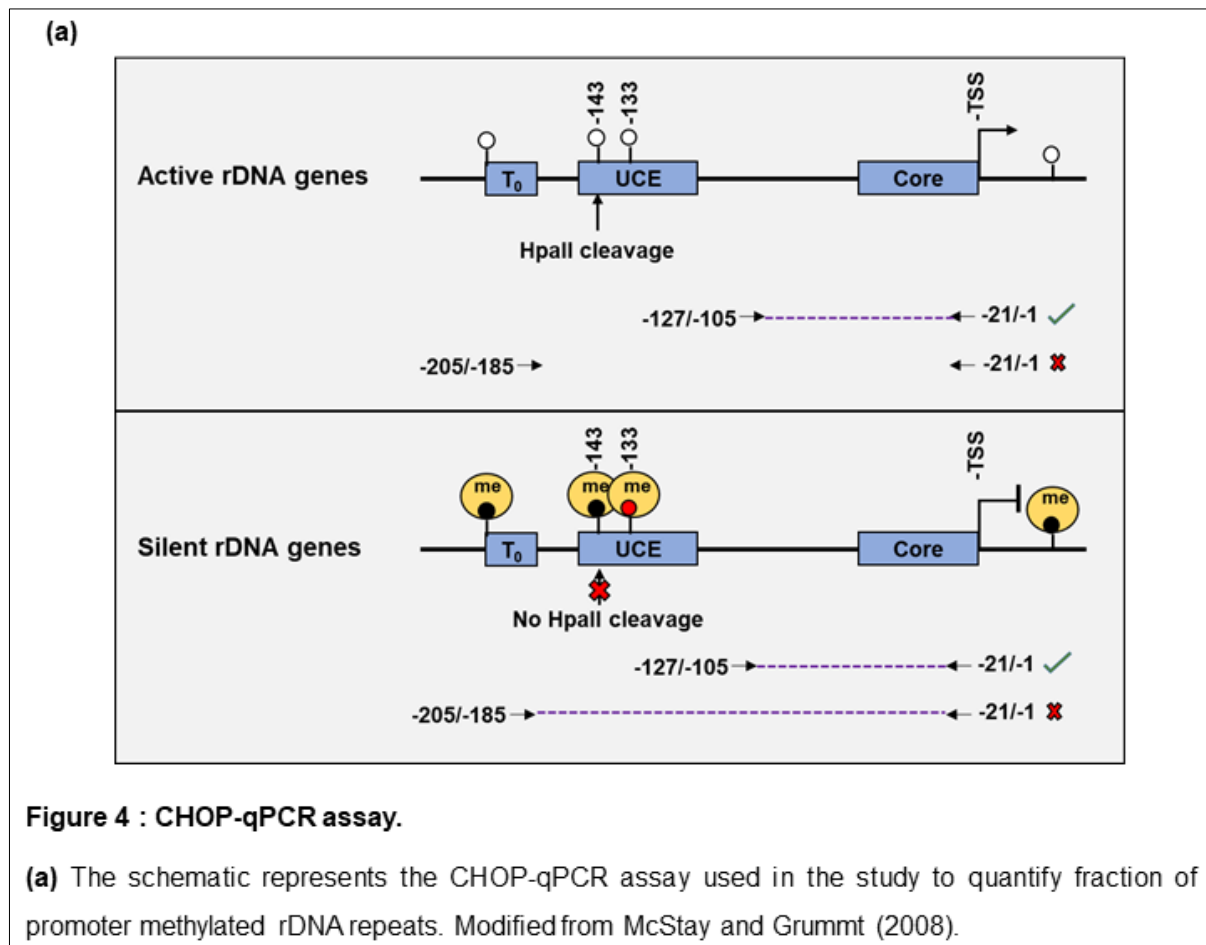 (a)
-143
-133
-TSS
Active rDNA genes
T0
UCE
Core
HpaII cleavage
-127/-105
-21/-1
-205/-185
-21/-1
-143
-133
-TSS
me
me
me
me
Silent rDNA genes
T0
UCE
Core
No HpaII cleavage
-127/-105
-21/-1
-205/-185
-21/-1
Figure 4 : CHOP-qPCR assay.
(a) The schematic represents the CHOP-qPCR assay used in the study to quantify fraction of
promoter methylated rDNA repeats. Modified from McStay and Grummt (2008).